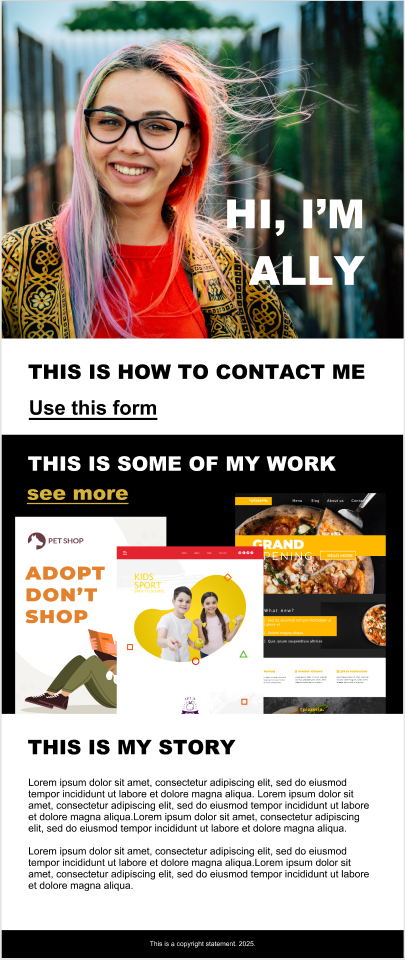 HI, I’M
ALLY
THIS IS HOW TO CONTACT ME
Use this form
THIS IS SOME OF MY WORK
see more
Menu Blog About us Contact
PET SHOP
ADOPT
DON’T
SHOP
KIDS
SPORT
GRAND
OPENING
What new?
THIS IS MY STORY
Lorem ipsum dolor sit amet, consectetur adipiscing elit, sed do eiusmod
tempor incididunt ut labore et dolore magna aliqua. Lorem ipsum dolor sit
amet, consectetur adipiscing elit, sed do eiusmod tempor incididunt ut labore
et dolore magna aliqua.Lorem ipsum dolor sit amet, consectetur adipiscing
elit, sed do eiusmod tempor incididunt ut labore et dolore magna aliqua.
Lorem ipsum dolor sit amet, consectetur adipiscing elit, sed do eiusmod
tempor incididunt ut labore et dolore magna aliqua.Lorem ipsum dolor sit
amet, consectetur adipiscing elit, sed do eiusmod tempor incididunt ut labore
et dolore magna aliqua.
This is a copyright statement. 2025.